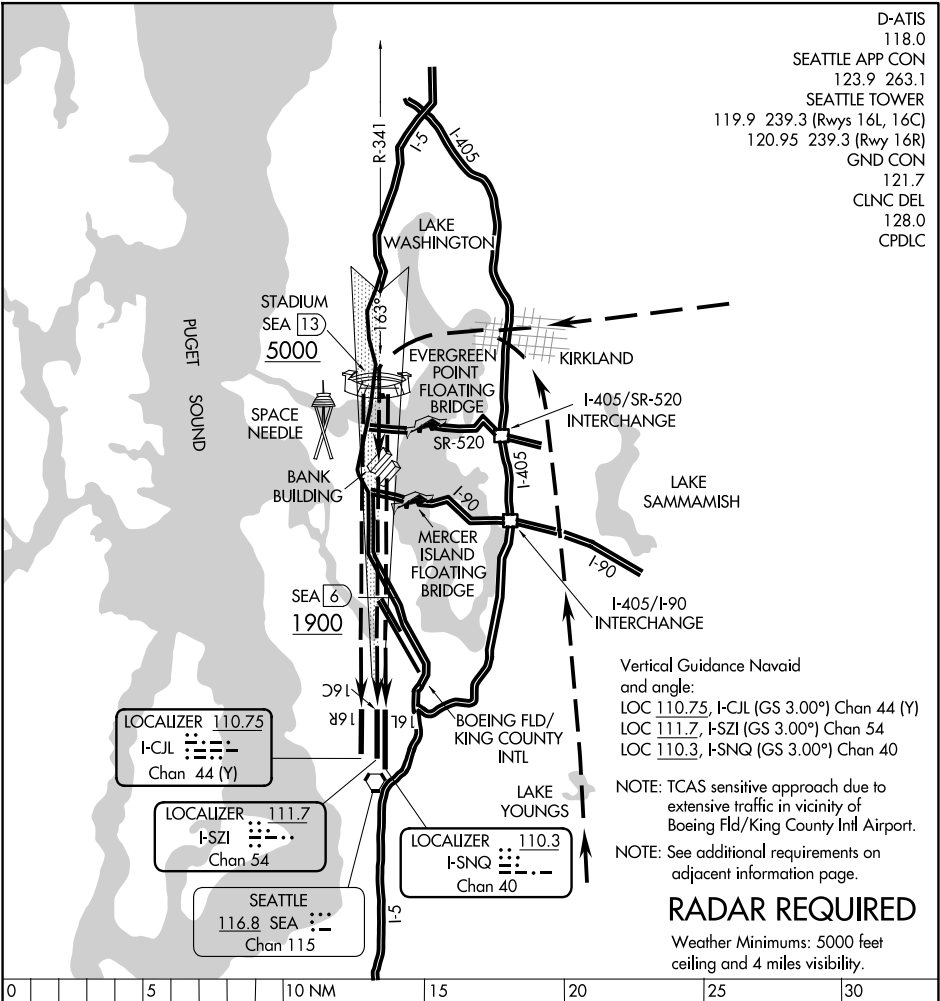 D-ATIS
118.0
SEATTLE APP CON
123.9 263.1
SEATTLE TOWER
119.9 239.3 (Rwys 16L, 16C)
120.95 239.3 (Rwy 16R)
GND CON
121.7
CLNC DEL
128.0
CPDLC
R-341
I-5
I-405
LAKE
WASHINGTON
163°
STADIUM
SEA 13
5000
PUGET
SOUND
SPACE
NEEDLE
EVERGREEN
POINT
FLOATING
BRIDGE
KIRKLAND
I-405/SR-520
INTERCHANGE
SR-520
I-405
BANK
BUILDING
I-90
LAKE
SAMMAMISH
MERCER
ISLAND
FLOATING
BRIDGE
I-90
SEA 6
1900
I-405/I-90
INTERCHANGE
16C
16R
16L
BOEING FLD/
KING COUNTY
INTL
LOCALIZER 110.75
I-CJL
Chan 44 (Y)
LOCALIZER 111.7
I-SZI
Chan 54
LOCALIZER 110.3
I-SNQ
Chan 40
SEATTLE
116.8 SEA
Chan 115
I-5
LAKE
YOUNGS
Vertical Guidance Navaid
and angle:
LOC 110.75, I-CJL (GS 3.00°) Chan 44 (Y)
LOC 111.7, I-SZI (GS 3.00°) Chan 54
LOC 110.3, I-SNQ (GS 3.00°) Chan 40
NOTE: TCAS sensitive approach due to
extensive traffic in vicinity of
Boeing Fld/King County Intl Airport.
NOTE: See additional requirements on
adjacent information page.
RADAR REQUIRED
Weather Minimums: 5000 feet
ceiling and 4 miles visibility.
0 5 10 NM 15 20 25 30